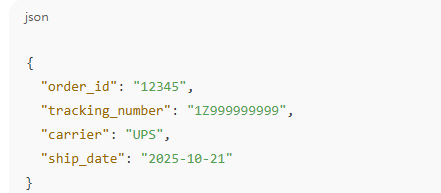 json
{
"order_id": "12345",
"tracking_number": "1Z999999999",
"carrier": "UPS",
"ship_date": "2025-10-21"
}